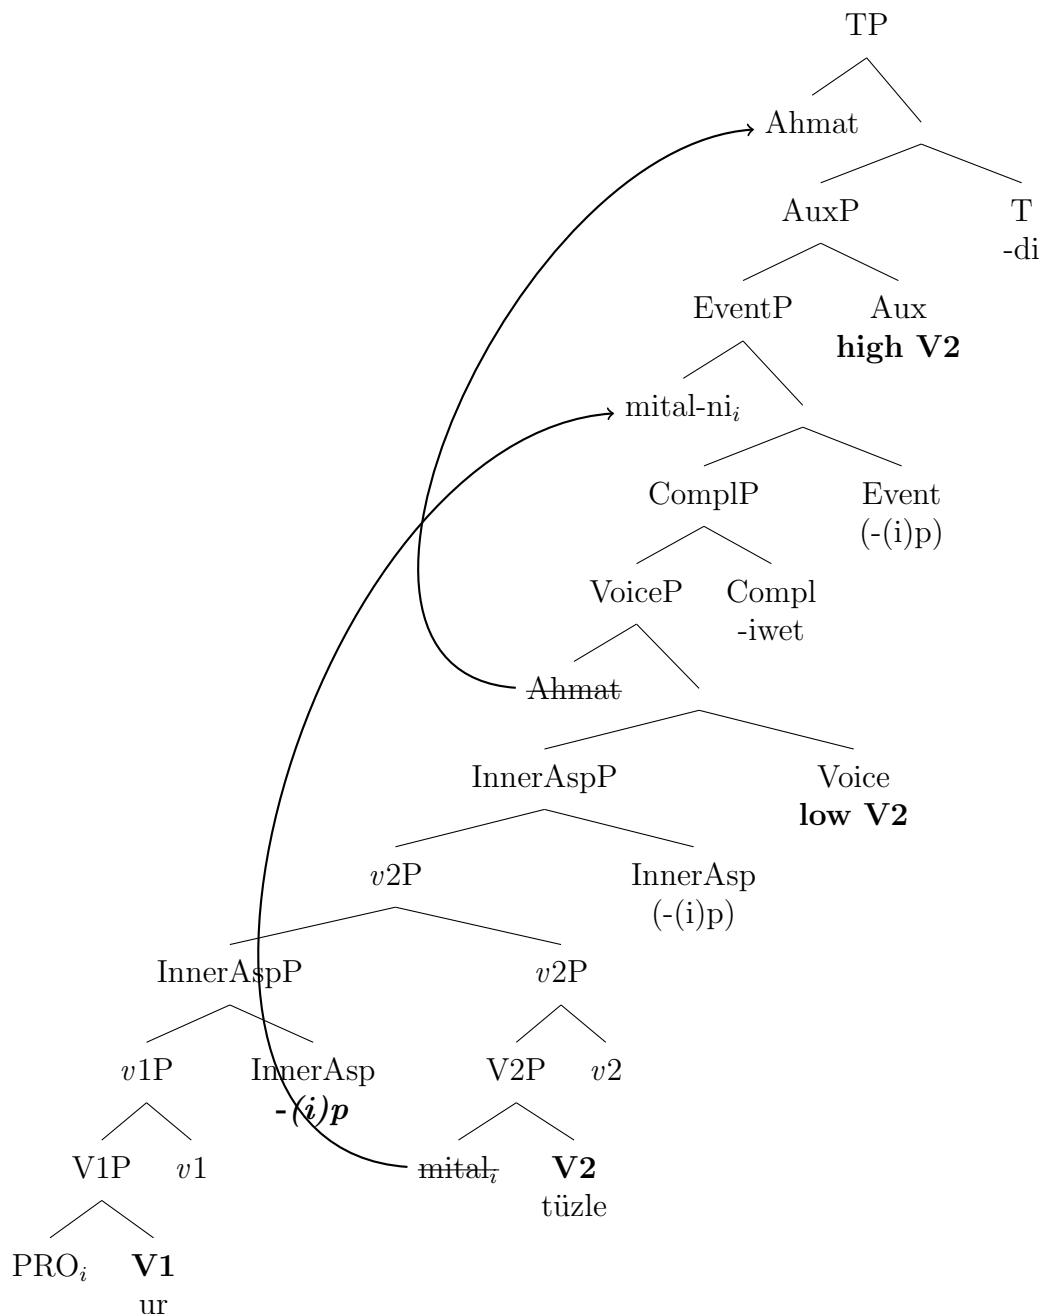 TP
Ahmat
AuxP T
-di
EventP Aux
high V2
mital-niᵢ
ComplP Event
(-(i)p)
VoiceP Compl
-iwet
Ahmat
InnerAspP Voice
low V2
v2P InnerAsp
(-(i)p)
InnerAspP v2P
v1P InnerAsp V2P v2
-(i)p
V1P v1 mitalᵢ V2
tüzle
PROᵢ V1
ur